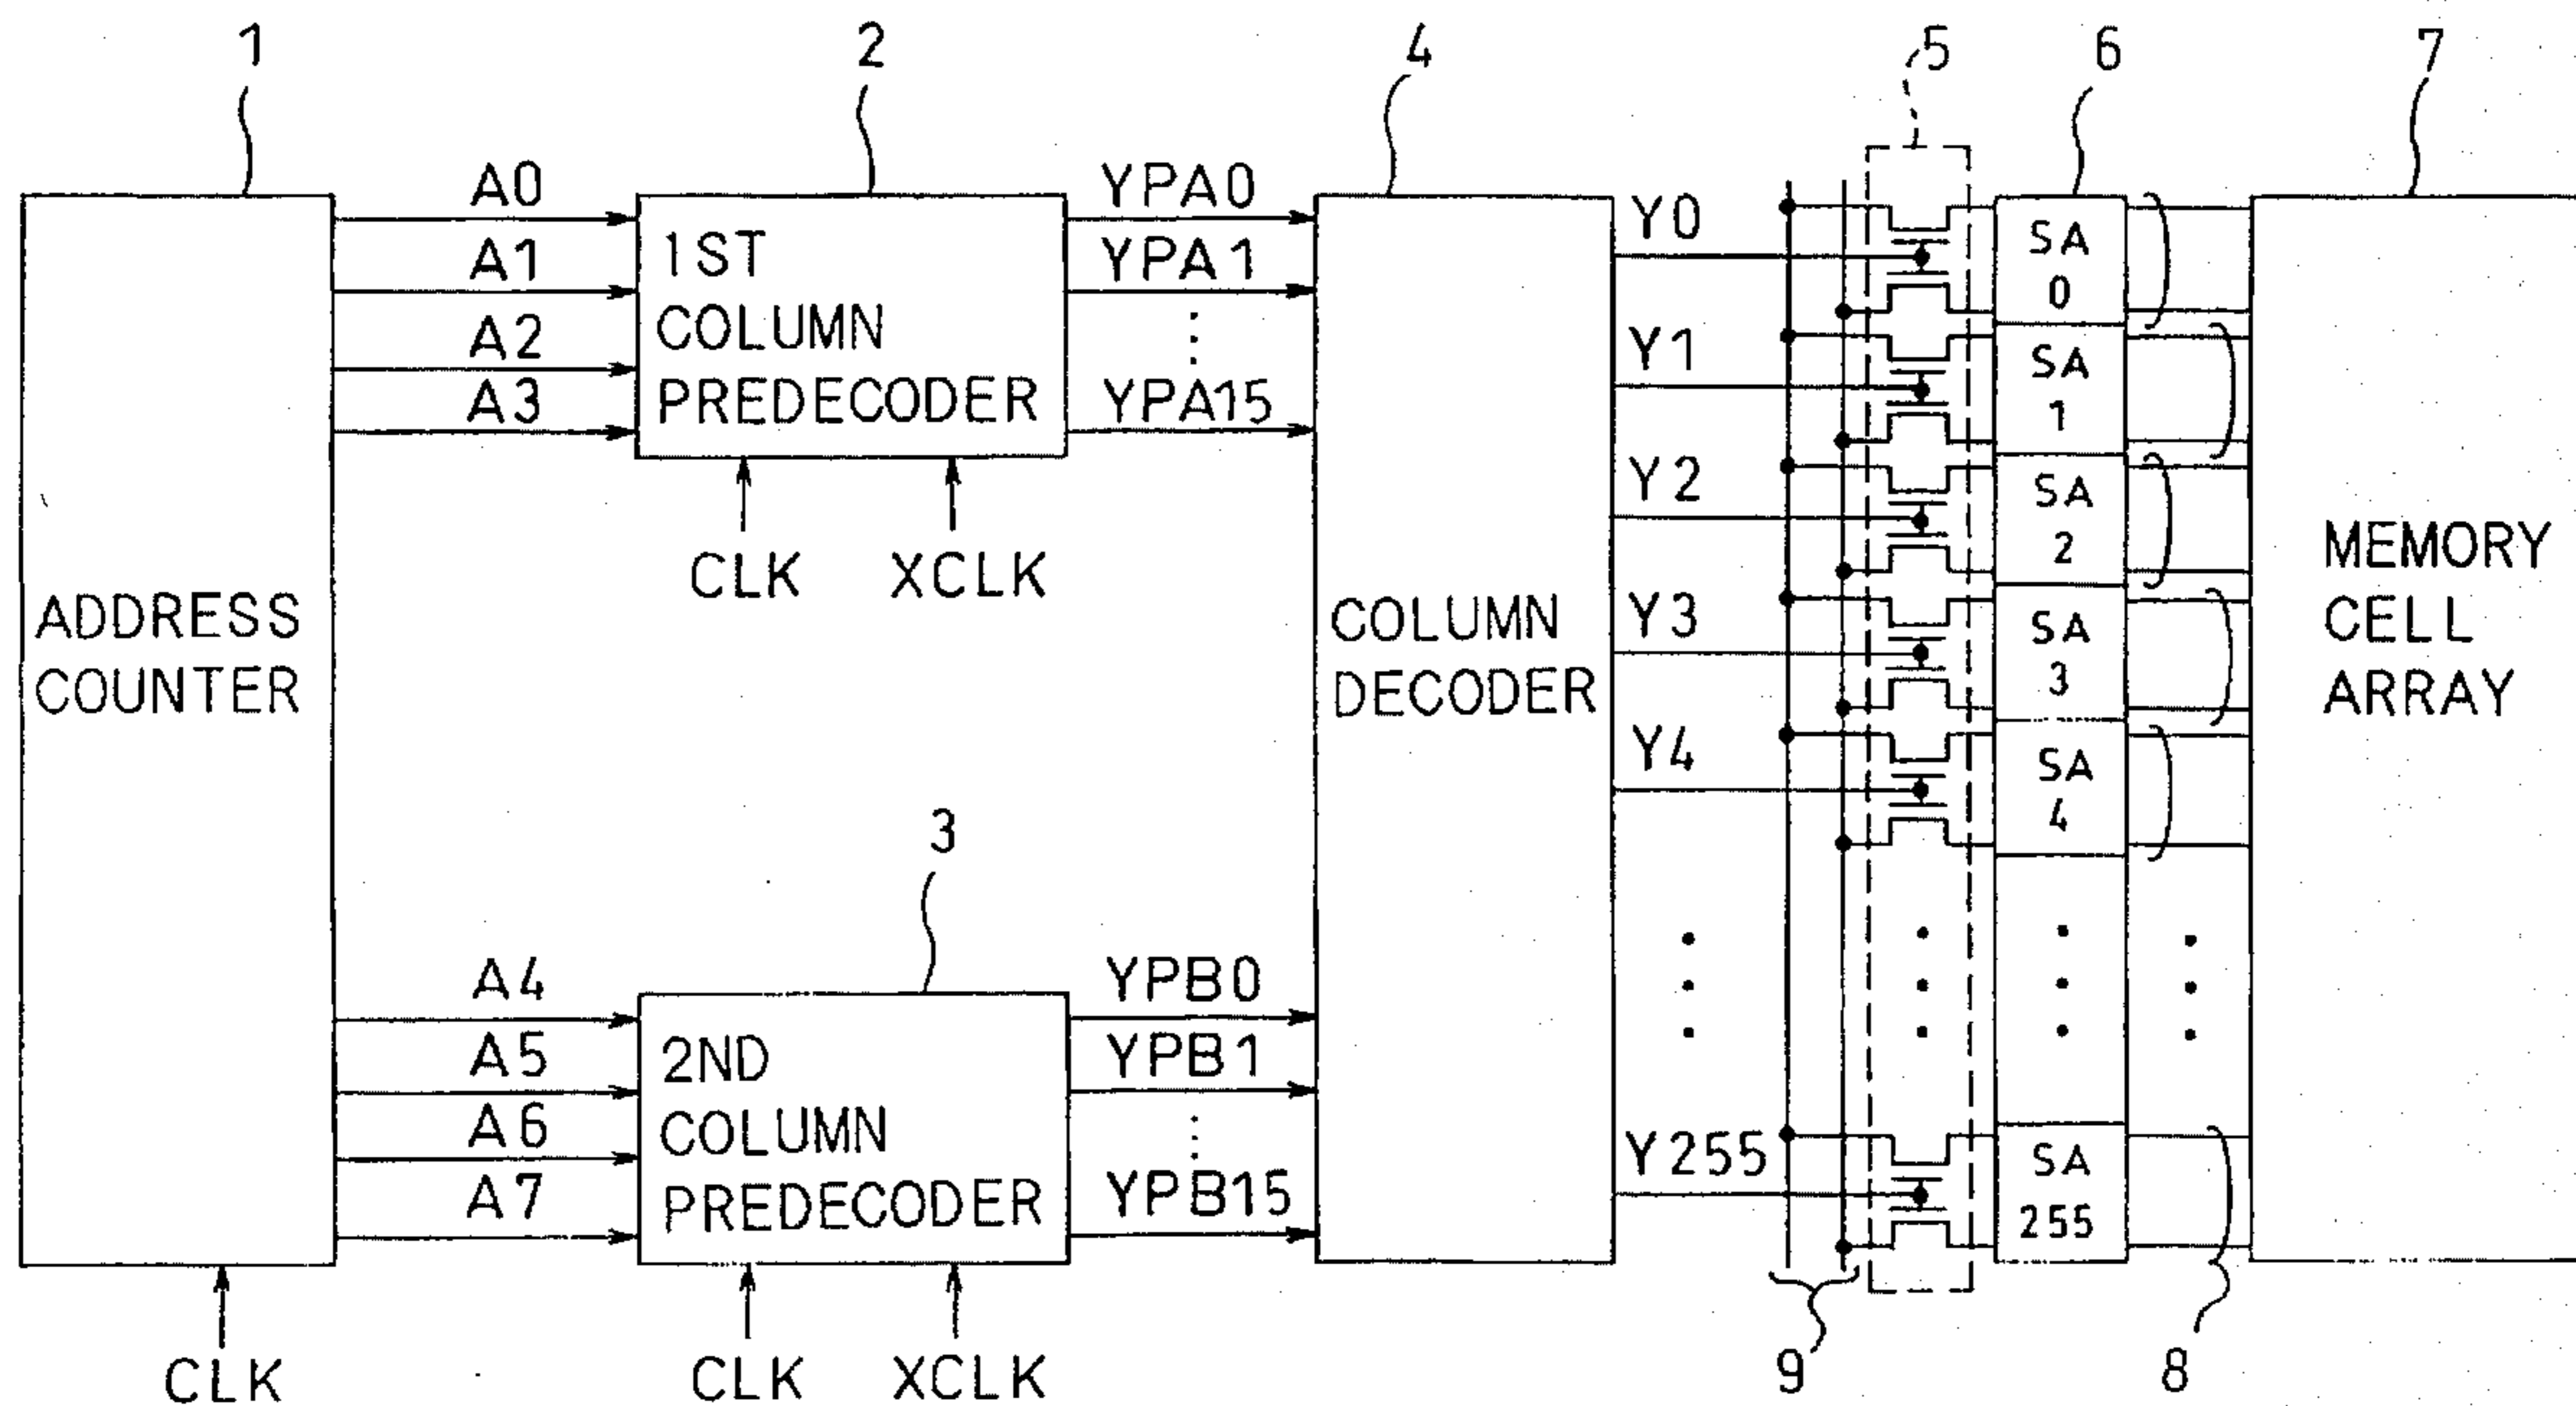 1
2
4
5
6
7
A0
A1
A2
A3
1ST
COLUMN
PREDECODER
CLK
XCLK
YPA0
YPA1
YPA15
ADDRESS
COUNTER
CLK
A4
A5
A6
A7
3
2ND
COLUMN
PREDECODER
CLK
XCLK
YPB0
YPB1
YPB15
COLUMN
DECODER
Y0
Y1
Y2
Y3
Y4
Y255
SA
0
SA
1
SA
2
SA
3
SA
4
SA
255
MEMORY
CELL
ARRAY
9
8